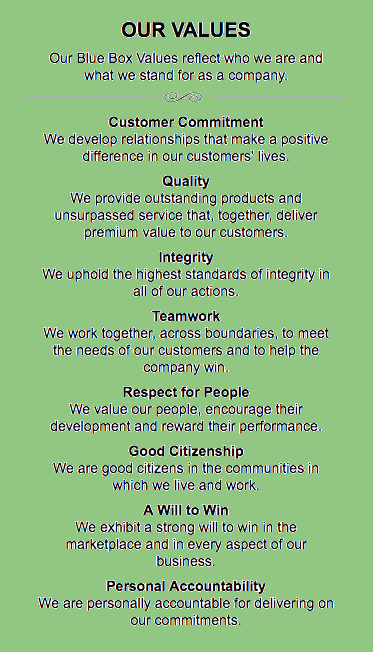 OUR VALUES
Our Blue Box Values reflect who we are and
what we stand for as a company.
Customer Commitment
We develop relationships that make a positive
difference in our customers' lives.
Quality
We provide outstanding products and
unsurpassed service that, together, deliver
premium value to our customers.
Integrity
We uphold the highest standards of integrity in
all of our actions.
Teamwork
We work together, across boundaries, to meet
the needs of our customers and to help the
company win.
Respect for People
We value our people, encourage their
development and reward their performance.
Good Citizenship
We are good citizens in the communities in
which we live and work.
A Will to Win
We exhibit a strong will to win in the
marketplace and in every aspect of our
business.
Personal Accountability
We are personally accountable for delivering on
our commitments.